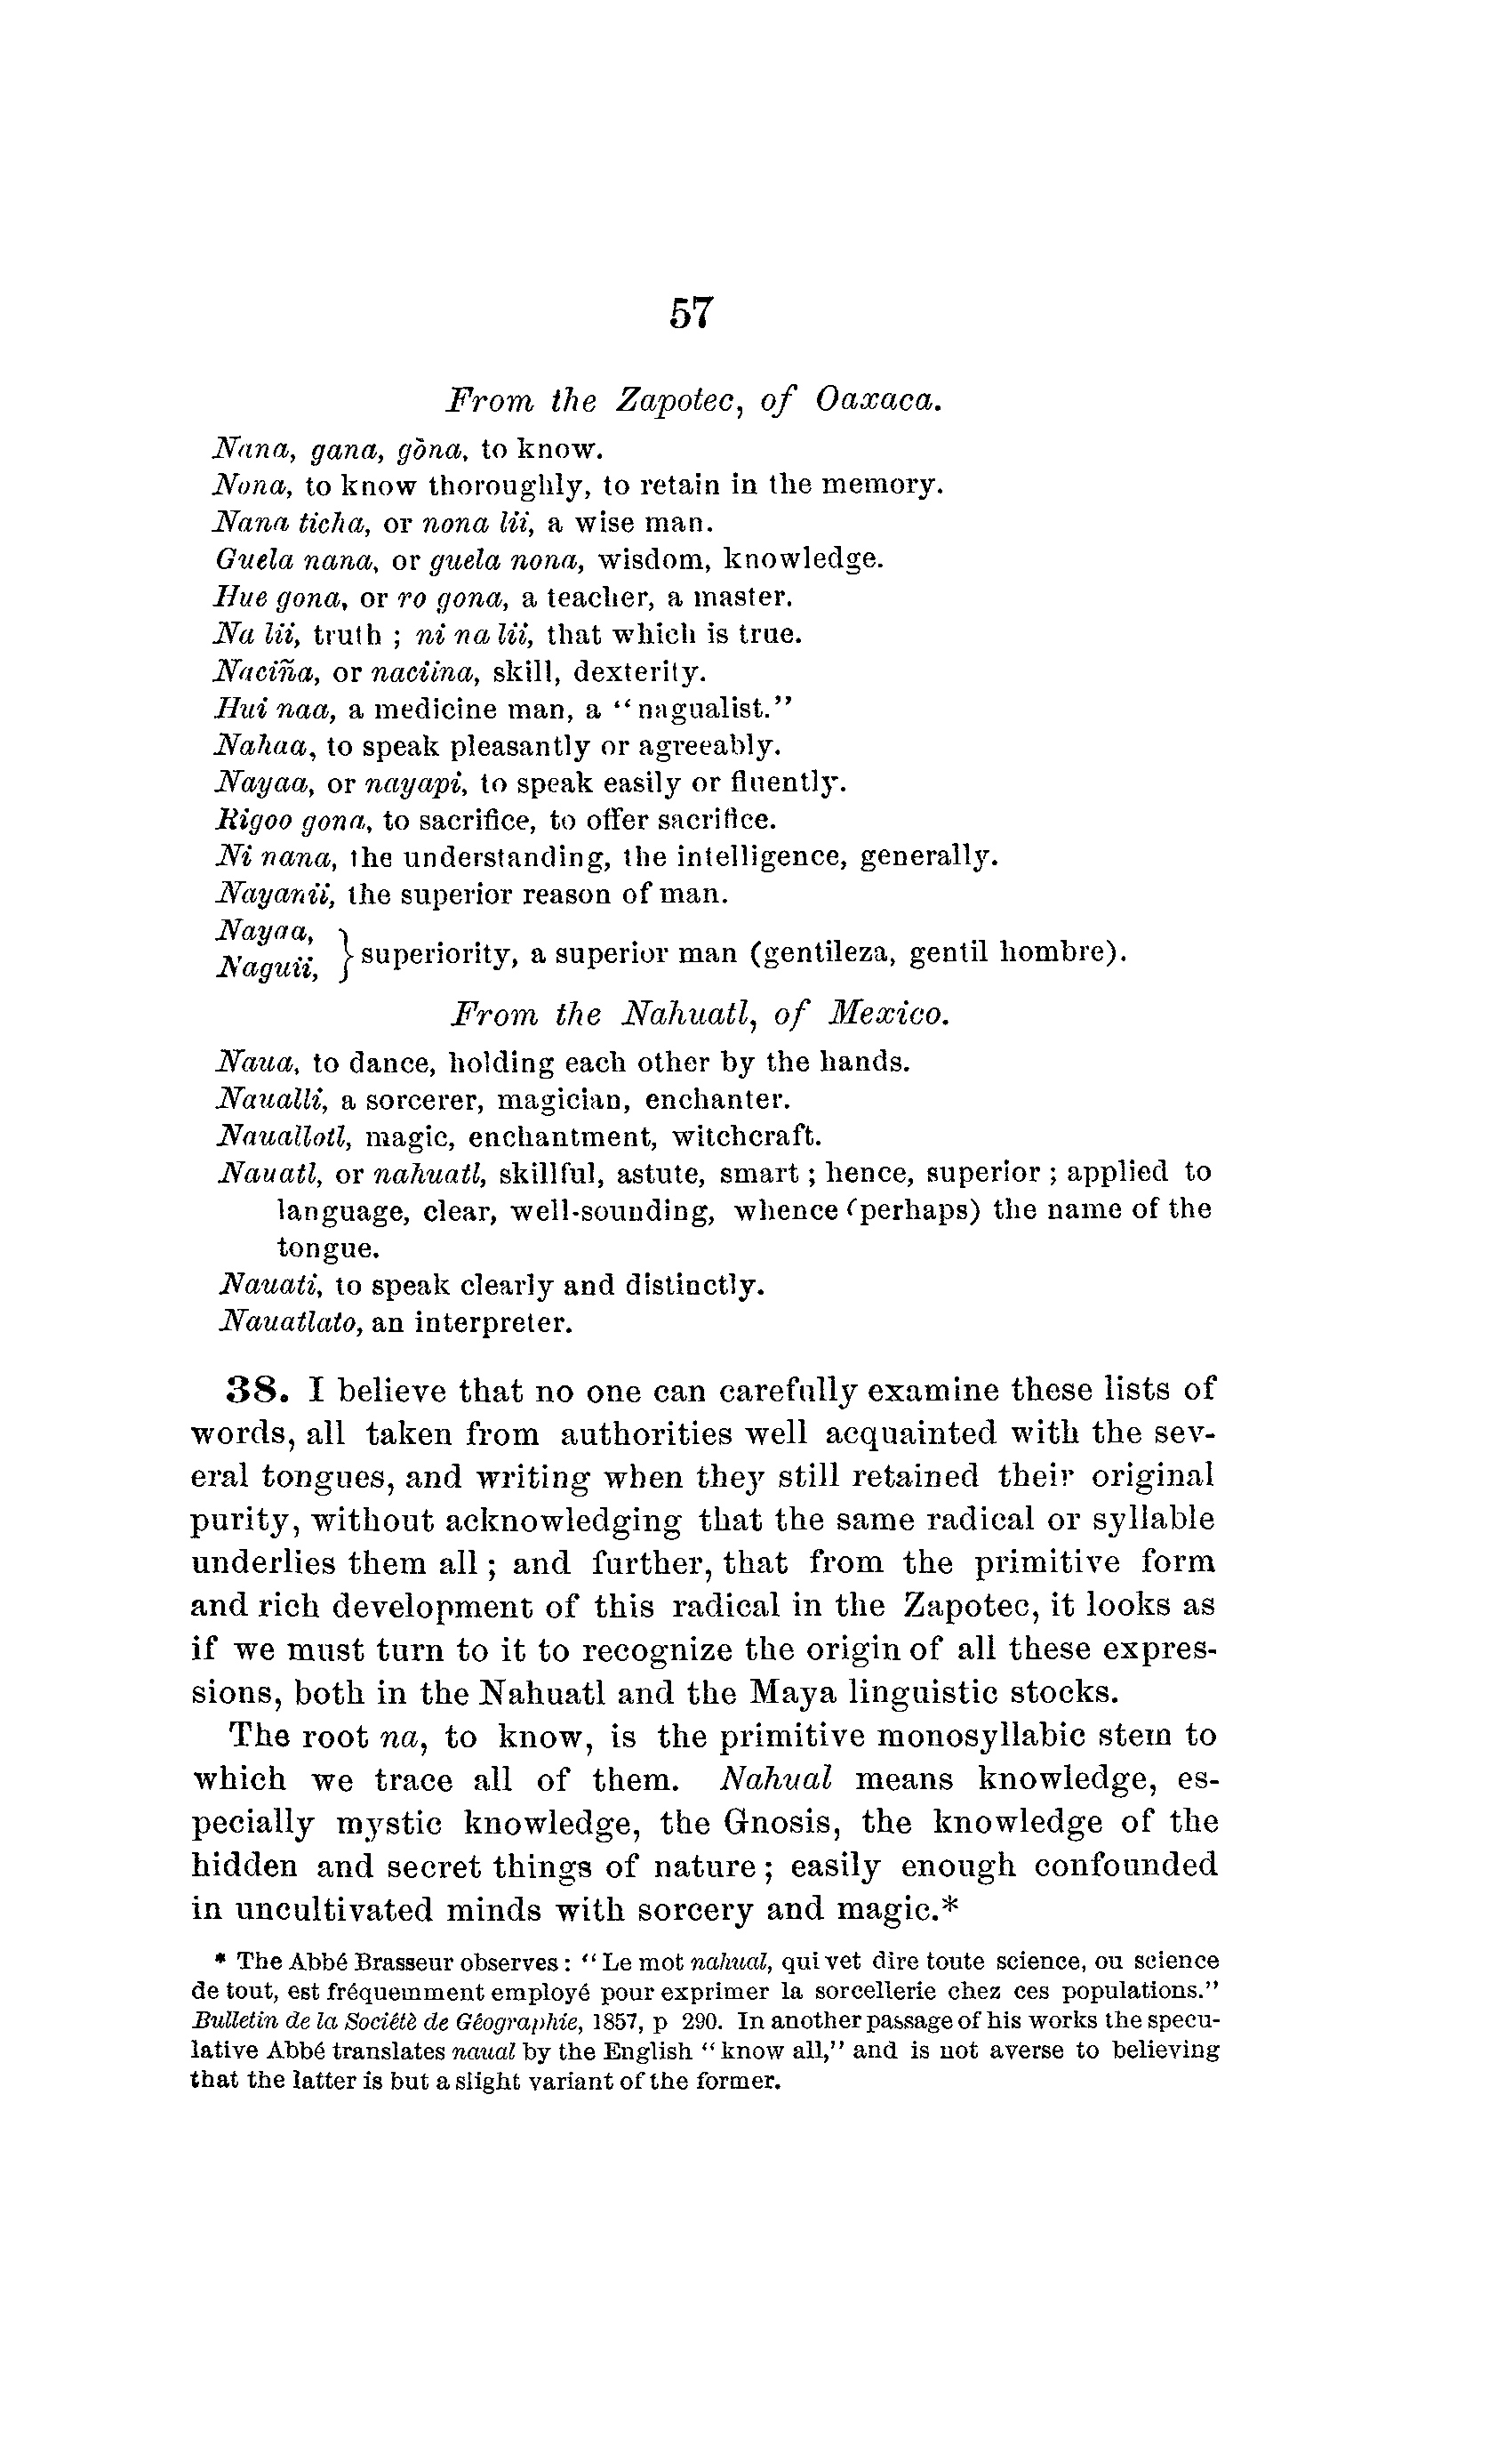 57
From the Zapotec, of Oaxaca.
Nana, gana, gòna, to know.
Nona, to know thoroughly, to retain in the memory.
Nana ticha, or nona lii, a wise man.
Guela nana, or guela nona, wisdom, knowledge.
Hue gona, or ro gona, a teacher, a master.
Na lii, truth ; ni na lii, that which is true.
Naciña, or naciina, skill, dexterity.
Hui naa, a medicine man, a “nagualist.”
Nahaa, to speak pleasantly or agreeably.
Nayaa, or nayapi, to speak easily or fluently.
Rigoo gona, to sacrifice, to offer sacrifice.
Ni nana, the understanding, the intelligence, generally.
Nayanii, the superior reason of man.
Nayaa,
Naguii, } superiority, a superior man (gentileza, gentil hombre).
From the Nahuatl, of Mexico.
Naua, to dance, holding each other by the hands.
Naualli, a sorcerer, magician, enchanter.
Nauallotl, magic, enchantment, witchcraft.
Nauatl, or nahuatl, skillful, astute, smart ; hence, superior ; applied to
language, clear, well-sounding, whence (perhaps) the name of the
tongue.
Nauati, to speak clearly and distinctly.
Nauatlato, an interpreter.
38. I believe that no one can carefully examine these lists of
words, all taken from authorities well acquainted with the sev-
eral tongues, and writing when they still retained their original
purity, without acknowledging that the same radical or syllable
underlies them all ; and further, that from the primitive form
and rich development of this radical in the Zapotec, it looks as
if we must turn to it to recognize the origin of all these expres-
sions, both in the Nahuatl and the Maya linguistic stocks.
The root na, to know, is the primitive monosyllabic stem to
which we trace all of them. Nahual means knowledge, es-
pecially mystic knowledge, the Gnosis, the knowledge of the
hidden and secret things of nature ; easily enough confounded
in uncultivated minds with sorcery and magic.*
* The Abbé Brasseur observes : “Le mot nahual, qui vet dire toute science, ou science
de tout, est fréquemment employé pour exprimer la sorcellerie chez ces populations.”
Bulletin de la Sociétè de Géographie, 1857, p 290. In another passage of his works the specu-
lative Abbé translates naual by the English “know all,” and is not averse to believing
that the latter is but a slight variant of the former.